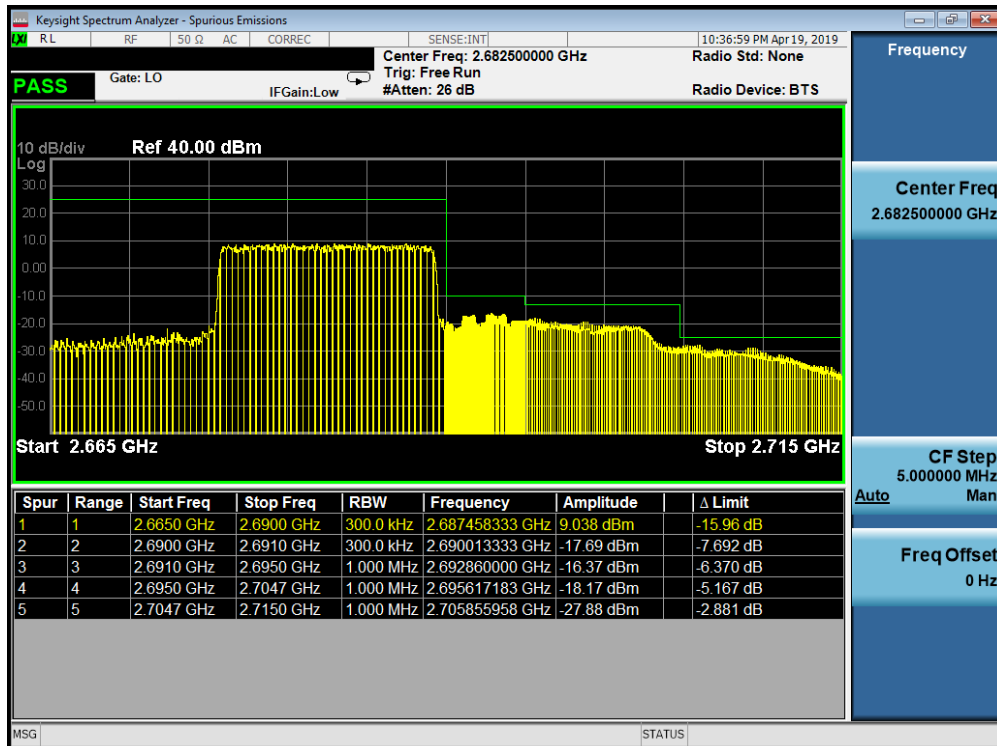 Keysight Spectrum Analyzer - Spurious Emissions
LXI RL RF 50 Ω AC CORREC SENSE:INT 10:36:59 PM Apr 19, 2019
Center Freq: 2.682500000 GHz Radio Std: None
PASS Gate: LO Trig: Free Run
IFGain:Low #Atten: 26 dB Radio Device: BTS
10 dB/div Ref 40.00 dBm
Log
30.0
20.0
10.0
0.00
-10.0
-20.0
-30.0
-40.0
-50.0
Start 2.665 GHz Stop 2.715 GHz
Spur Range Start Freq Stop Freq RBW Frequency Amplitude Δ Limit
1 1 2.6650 GHz 2.6900 GHz 300.0 kHz 2.687458333 GHz 9.038 dBm -15.96 dB
2 2 2.6900 GHz 2.6910 GHz 300.0 kHz 2.690013333 GHz -17.69 dBm -7.692 dB
3 3 2.6910 GHz 2.6950 GHz 1.000 MHz 2.692860000 GHz -16.37 dBm -6.370 dB
4 4 2.6950 GHz 2.7047 GHz 1.000 MHz 2.695617183 GHz -18.17 dBm -5.167 dB
5 5 2.7047 GHz 2.7150 GHz 1.000 MHz 2.705855958 GHz -27.88 dBm -2.881 dB
MSG STATUS
Frequency
Center Freq
2.682500000 GHz
CF Step
5.000000 MHz
Auto Man
Freq Offset
0 Hz